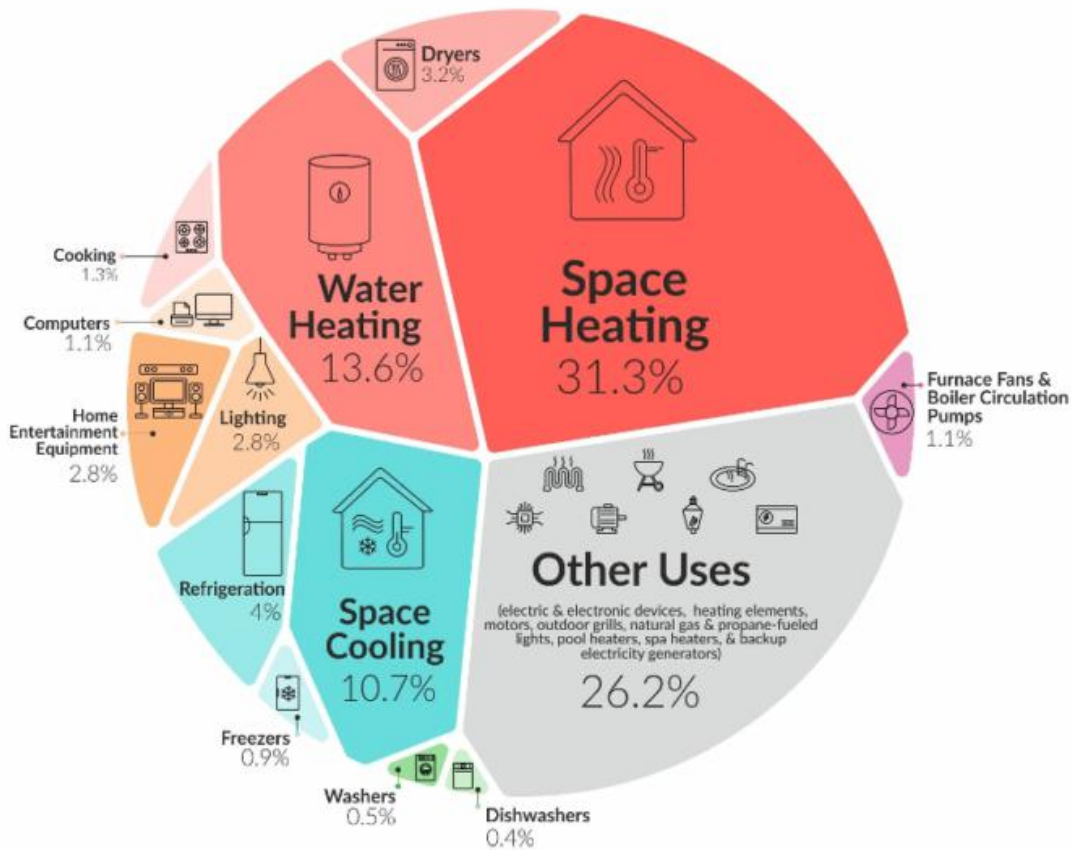 Dryers
3.2%
Space
Heating
31.3%
Water
Heating
13.6%
Cooking
1.3%
Computers
1.1%
Home
Entertainment
Equipment
2.8%
Lighting
2.8%
Furnace Fans &
Boiler Circulation
Pumps
1.1%
Refrigeration
4%
Space
Cooling
10.7%
Other Uses
(electric & electronic devices, heating elements,
motors, outdoor grills, natural gas & propane-fueled
lights, pool heaters, spa heaters, & backup
electricity generators)
26.2%
Freezers
0.9%
Washers
0.5%
Dishwashers
0.4%